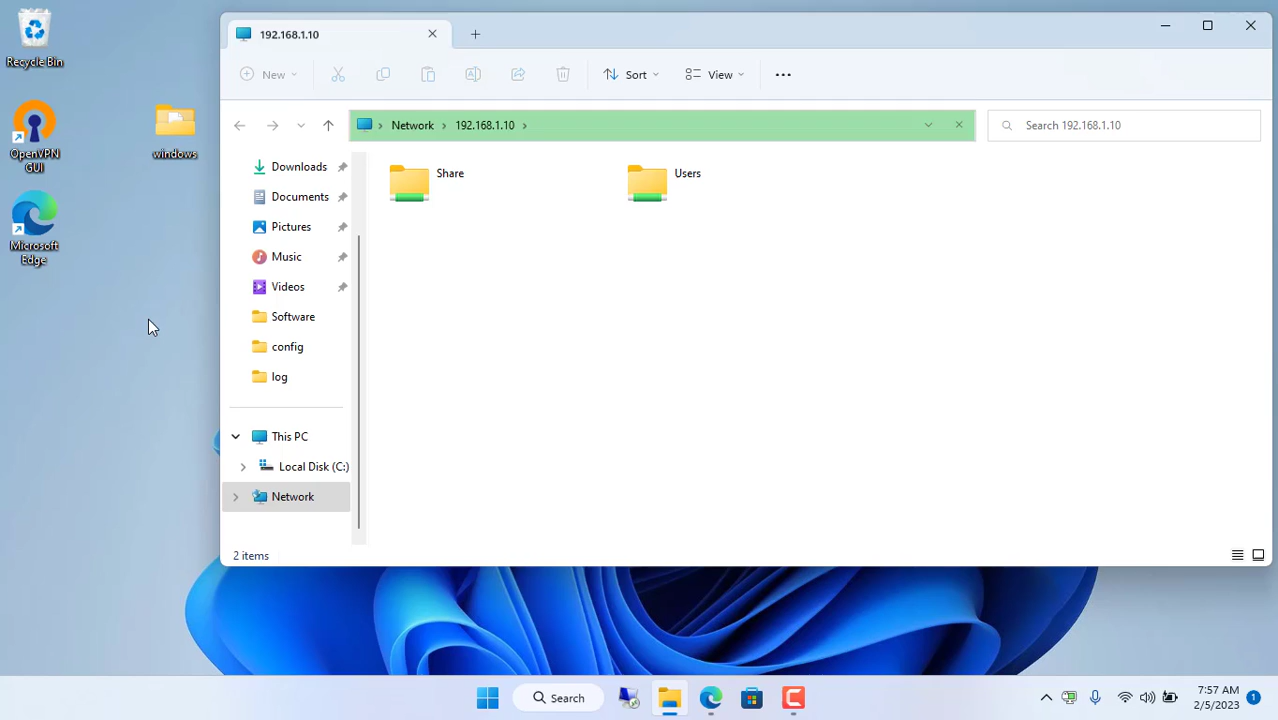 Recycle Bin
OpenVPN
GUI
windows
Microsoft
Edge
192.168.1.10
New
Sort
View
Network
192.168.1.10
Search 192.168.1.10
Downloads
Documents
Pictures
Music
Videos
Software
config
log
This PC
Local Disk (C:)
Network
Share
Users
2 items
Search
7:57 AM
2/5/2023
1